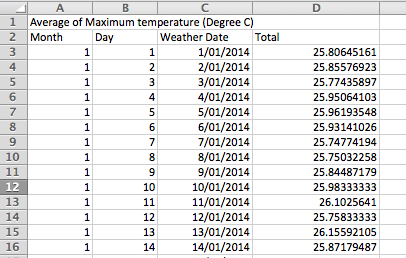 A B C D
1 Average of Maximum temperature (Degree C)
2 Month Day Weather Date Total
3 1 1 1/01/2014 25.80645161
4 1 2 2/01/2014 25.85576923
5 1 3 3/01/2014 25.77435897
6 1 4 4/01/2014 25.95064103
7 1 5 5/01/2014 25.96193548
8 1 6 6/01/2014 25.93141026
9 1 7 7/01/2014 25.74774194
10 1 8 8/01/2014 25.75032258
11 1 9 9/01/2014 25.84487179
12 1 10 10/01/2014 25.98333333
13 1 11 11/01/2014 26.1025641
14 1 12 12/01/2014 25.75833333
15 1 13 13/01/2014 26.15592105
16 1 14 14/01/2014 25.87179487